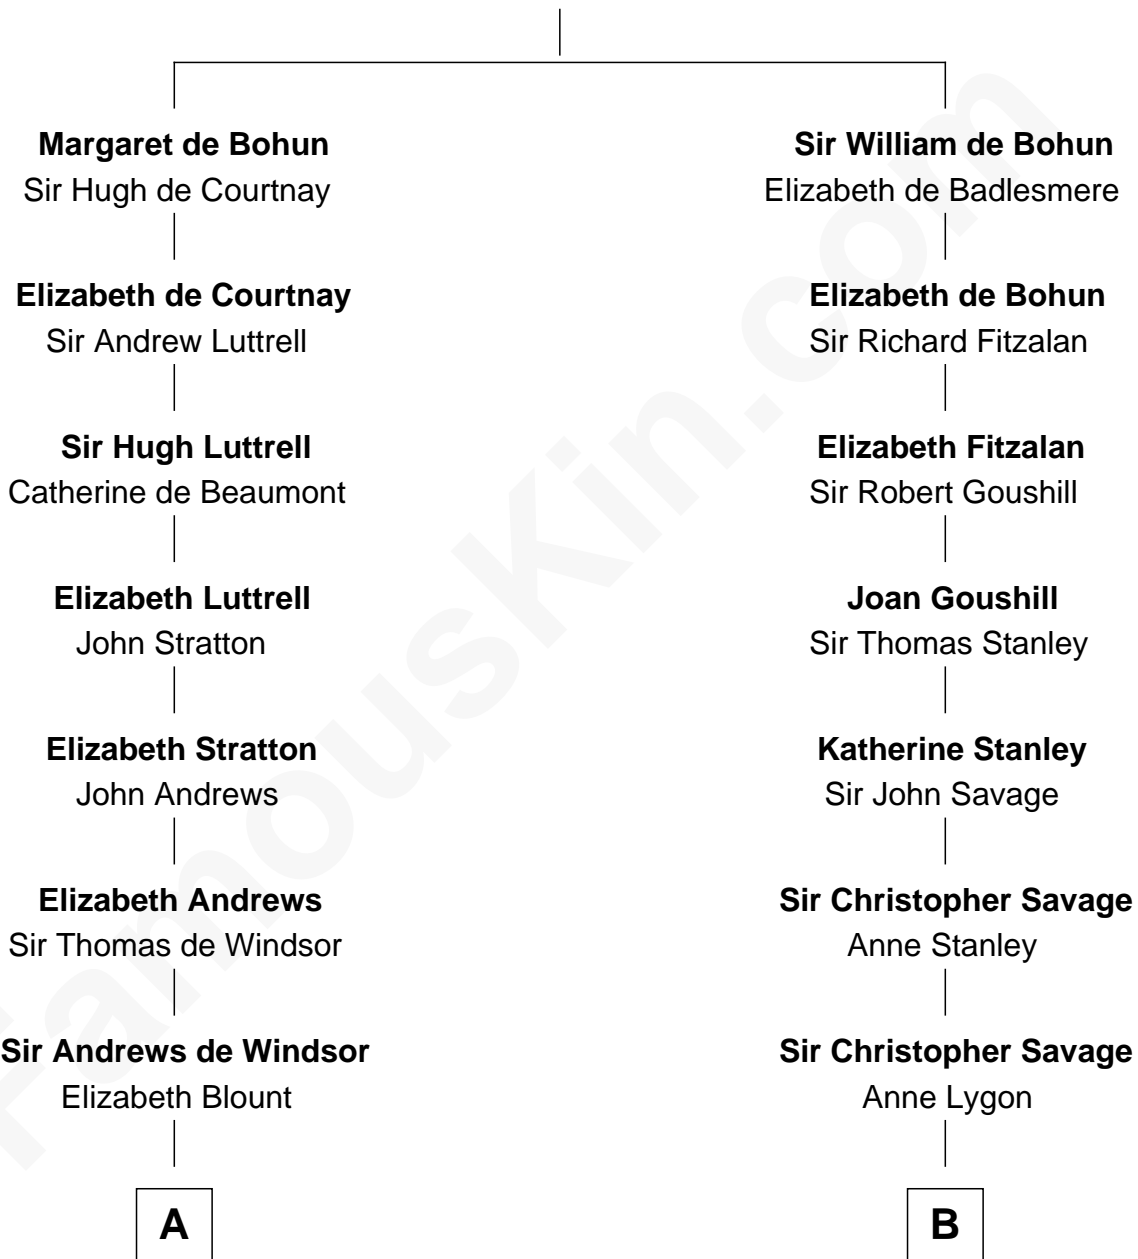 Margaret de Bohun
Sir Hugh de Courtnay
Elizabeth de Courtnay
Sir Andrew Luttrell
Sir Hugh Luttrell
Catherine de Beaumont
Elizabeth Luttrell
John Stratton
Elizabeth Stratton
John Andrews
Elizabeth Andrews
Sir Thomas de Windsor
Sir Andrews de Windsor
Elizabeth Blount
A
Sir William de Bohun
Elizabeth de Badlesmere
Elizabeth de Bohun
Sir Richard Fitzalan
Elizabeth Fitzalan
Sir Robert Goushill
Joan Goushill
Sir Thomas Stanley
Katherine Stanley
Sir John Savage
Sir Christopher Savage
Anne Stanley
Sir Christopher Savage
Anne Lygon
B
FamousKin.com